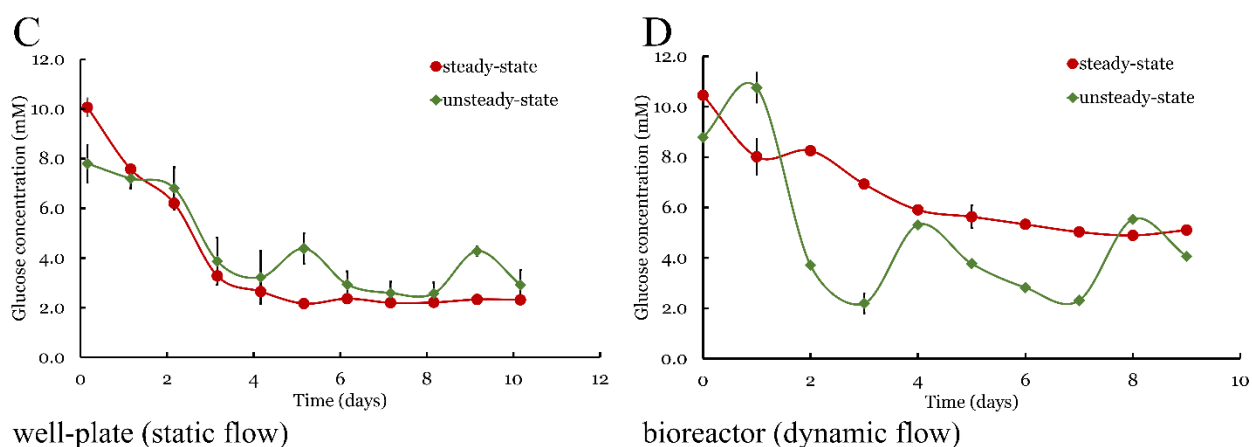 C
12.0
10.0
8.0
6.0
4.0
2.0
0.0
Glucose concentration (mM)
steady-state
unsteady-state
0 2 4 6 8 10 12
Time (days)
well-plate (static flow)
D
12.0
10.0
8.0
6.0
4.0
2.0
0.0
Glucose concentration (mM)
steady-state
unsteady-state
0 2 4 6 8 10
Time (days)
bioreactor (dynamic flow)